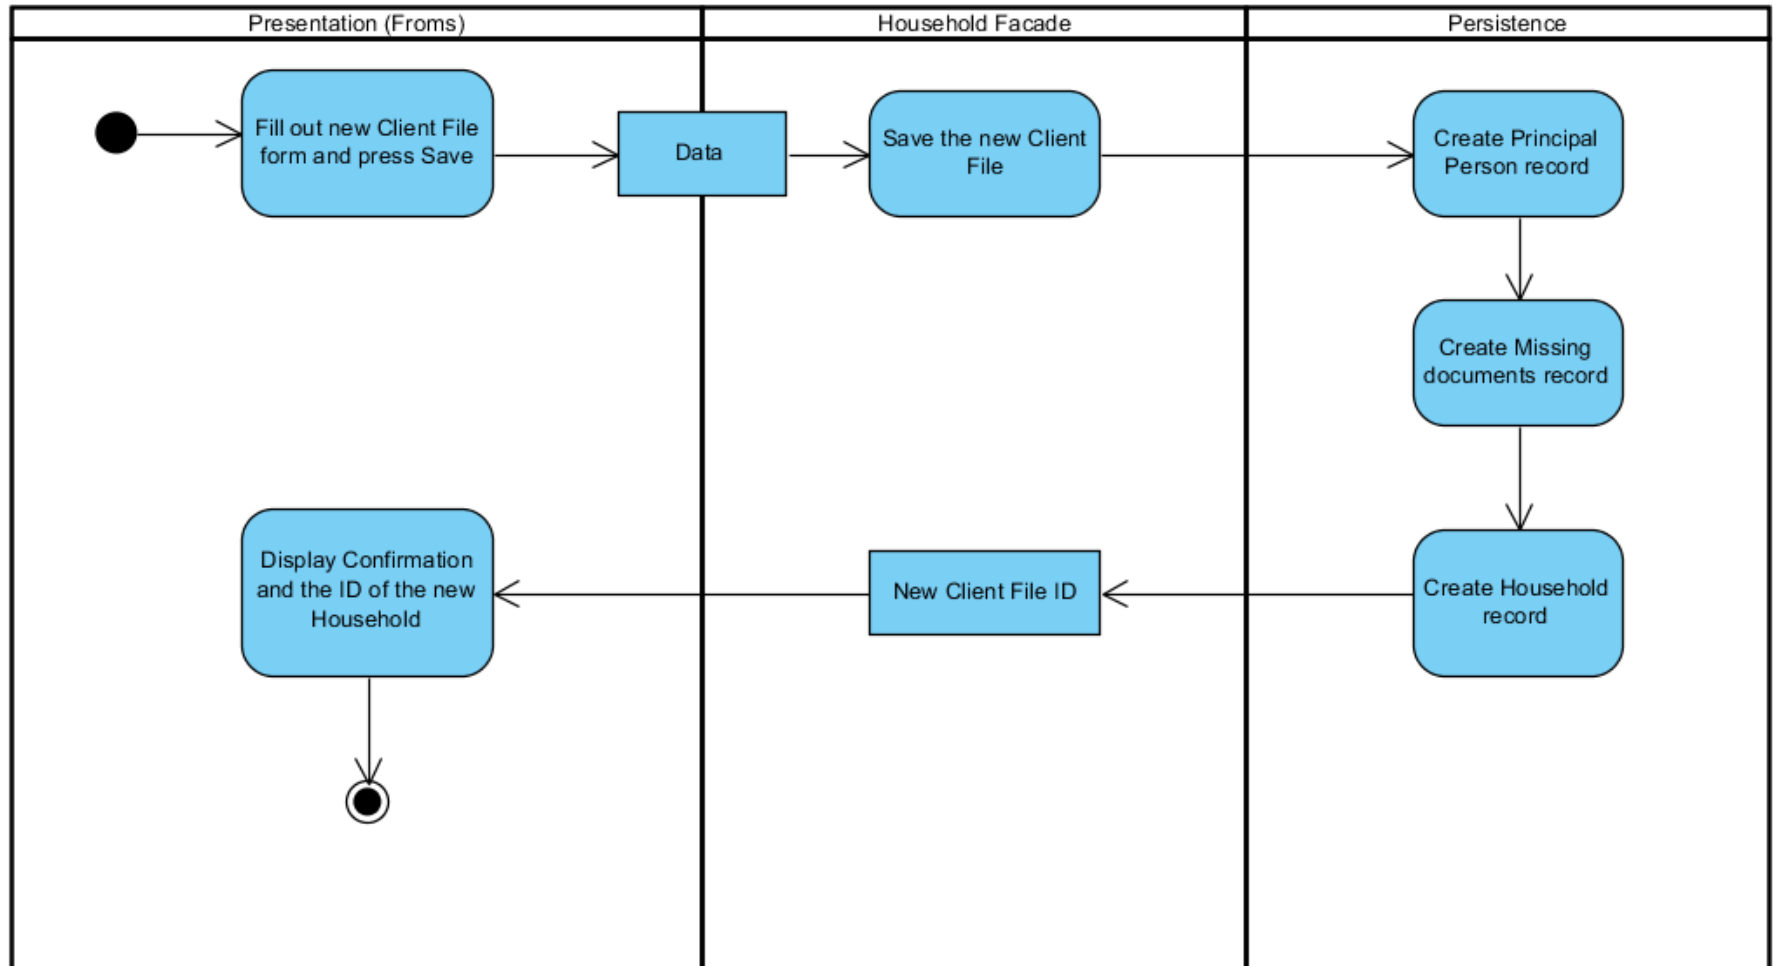 Presentation (Froms)
Household Facade
Persistence
Fill out new Client File
form and press Save
Data
Save the new Client
File
Create Principal
Person record
Create Missing
documents record
Display Confirmation
and the ID of the new
Household
New Client File ID
Create Household
record